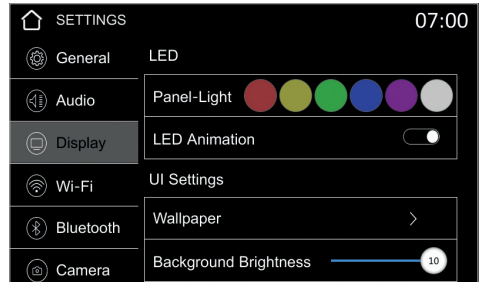 SETTINGS
07:00
General
Audio
Display
Wi-Fi
Bluetooth
Camera
LED
Panel-Light
LED Animation
UI Settings
Wallpaper
Background Brightness
10